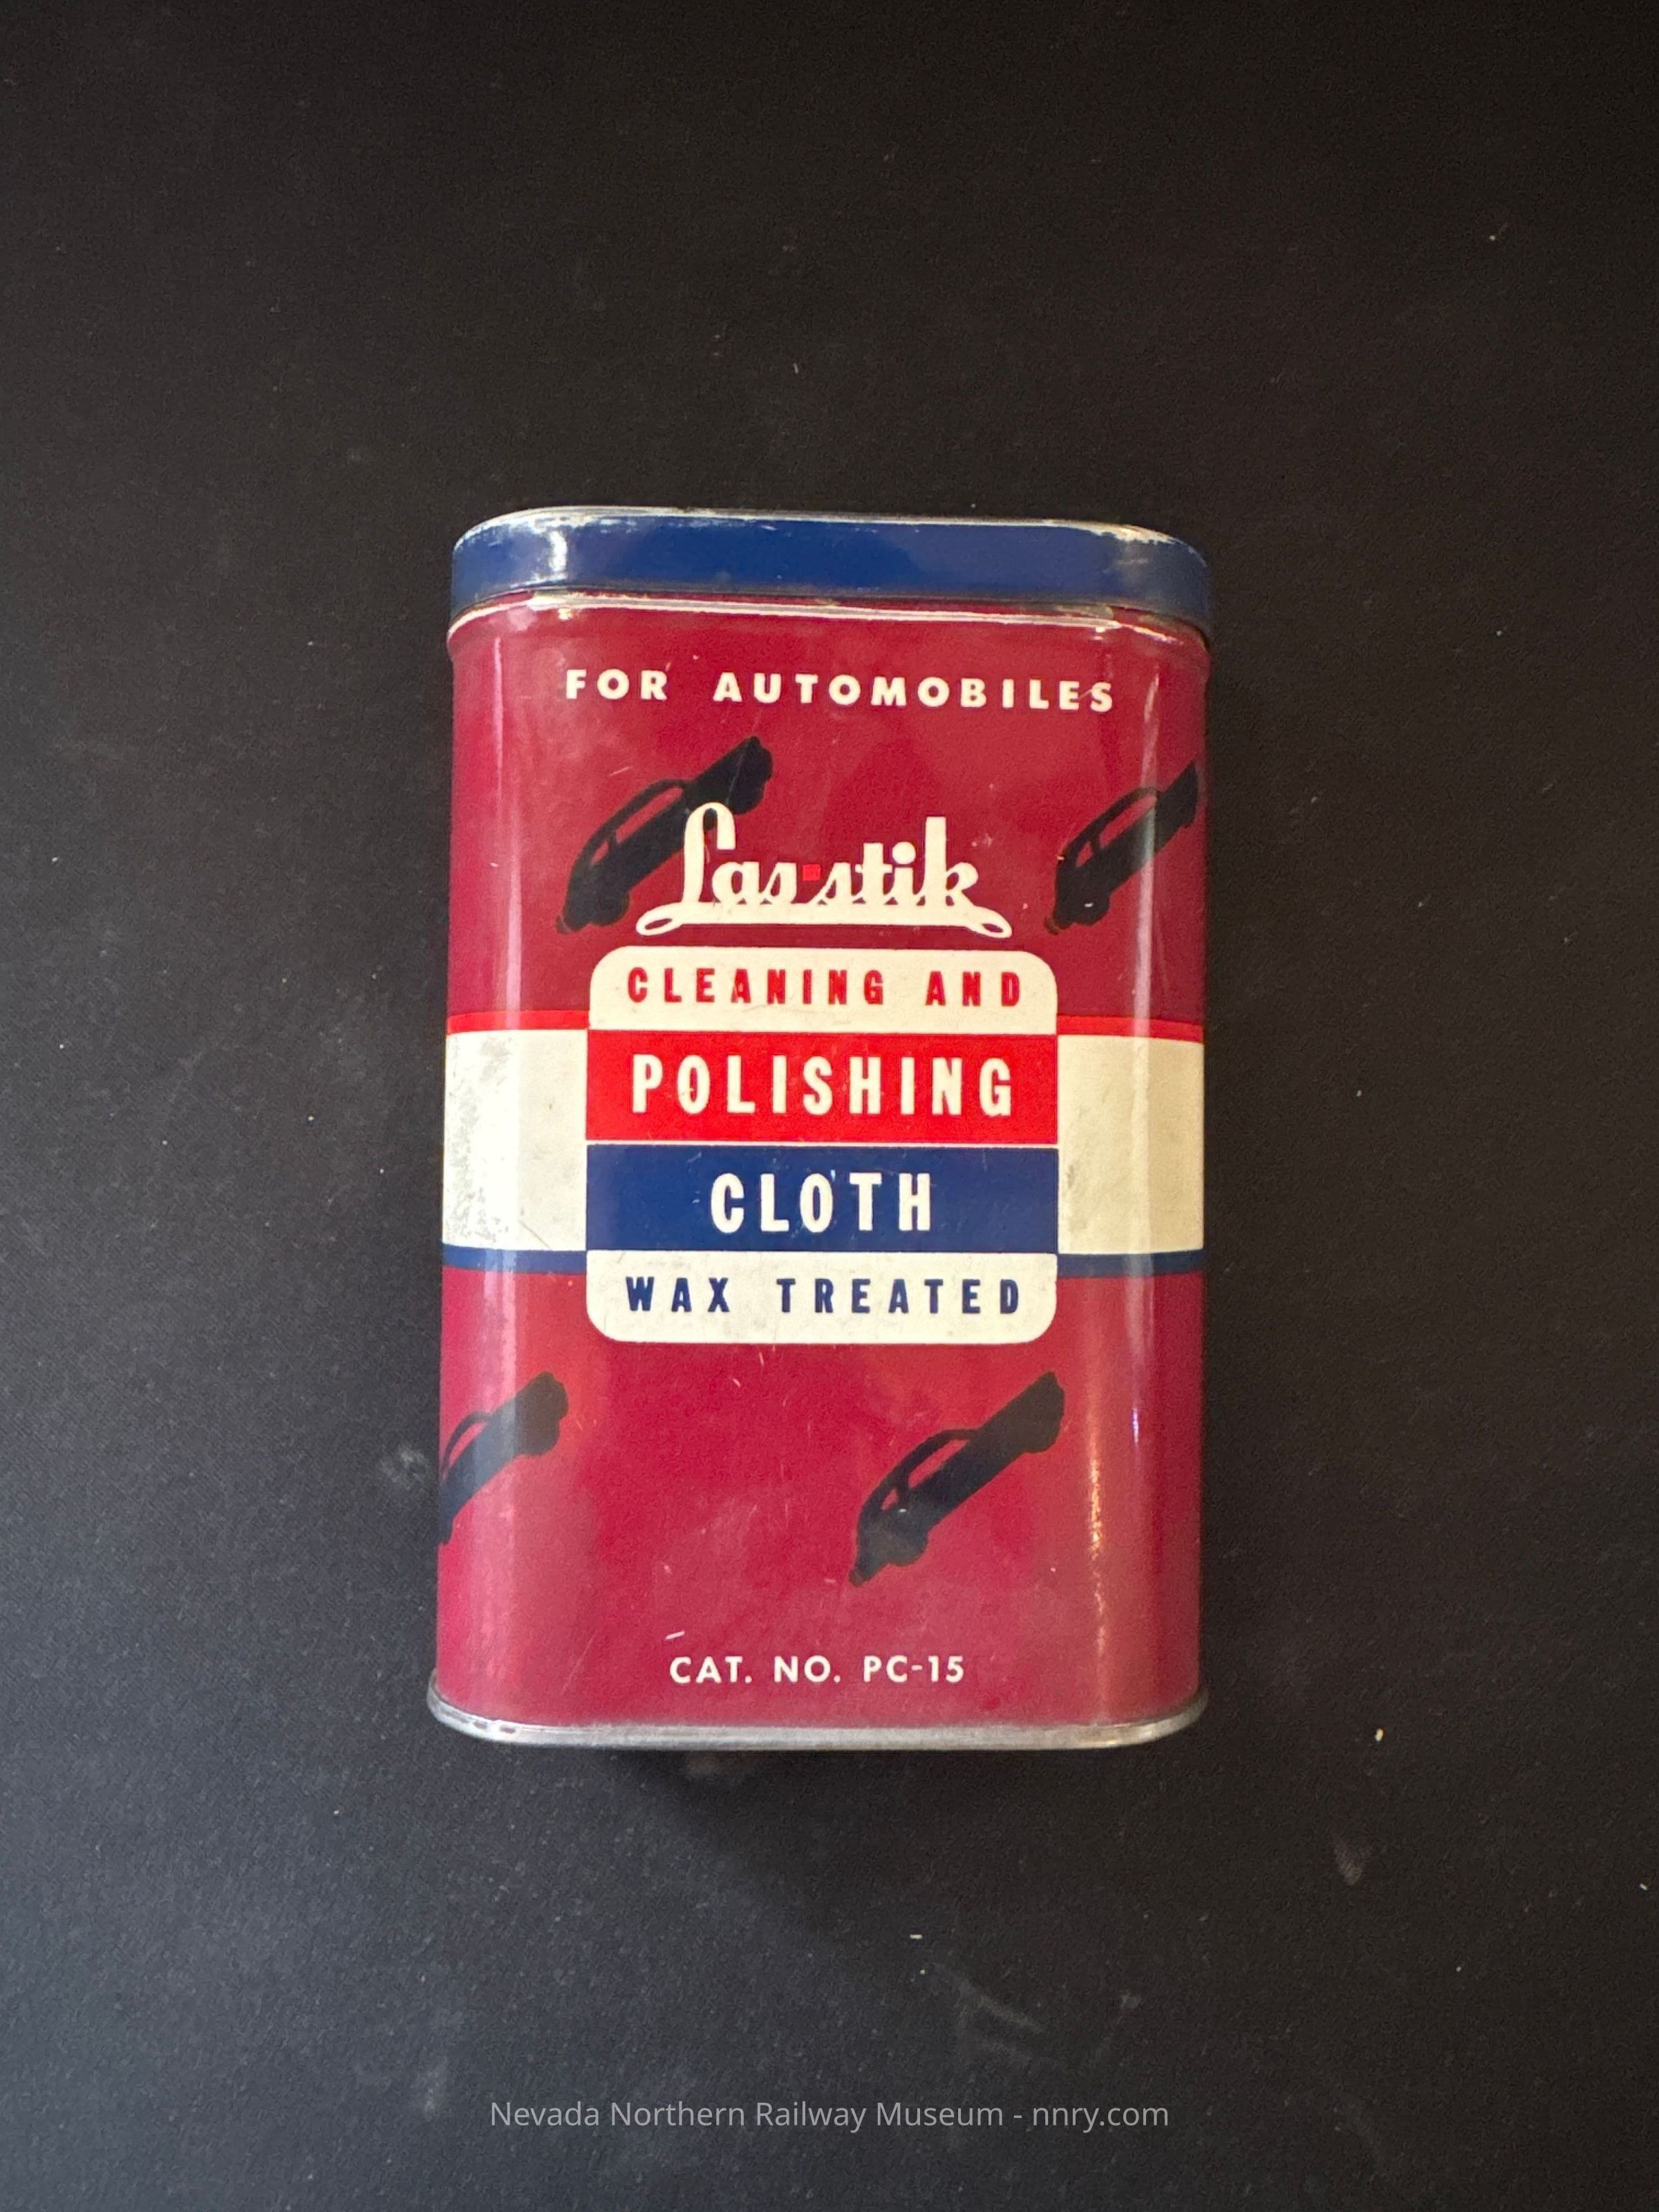 FOR AUTOMOBILES
Las-stik
CLEANING AND
POLISHING
CLOTH
WAX TREATED
CAT. NO. PC-15
Nevada Northern Railway Museum - nnry.com